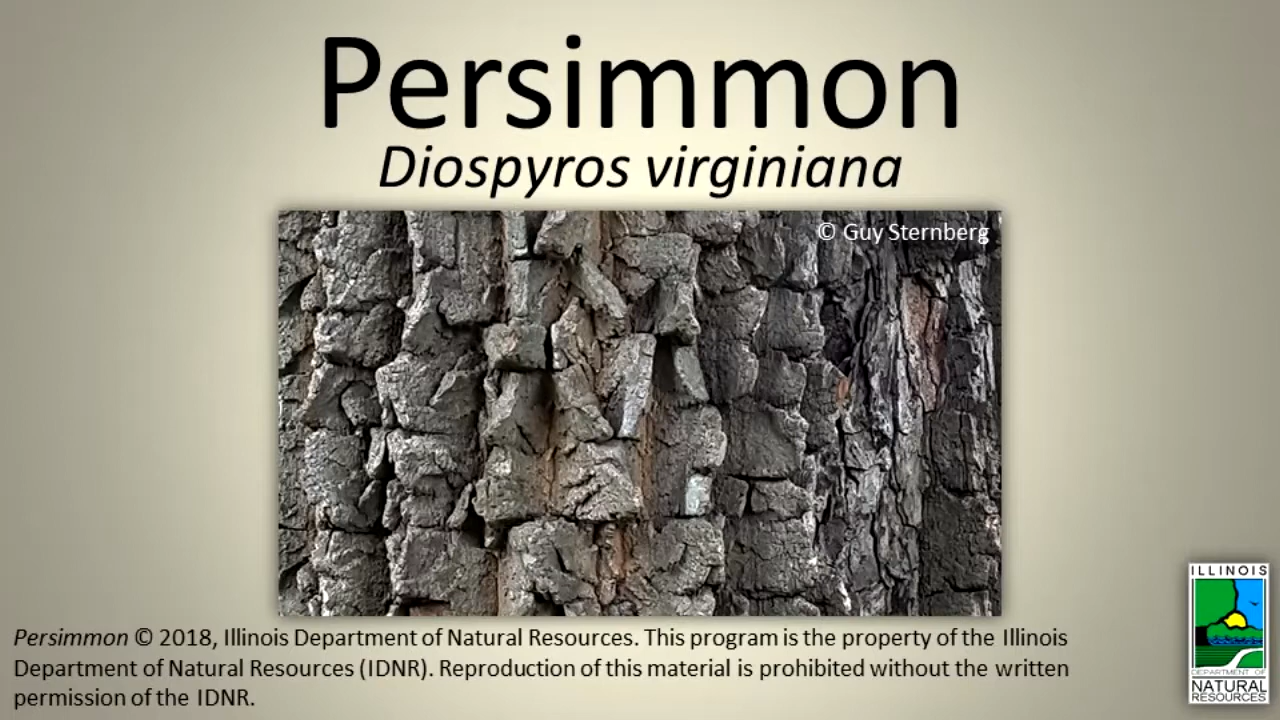 Persimmon
Diospyros virginiana
© Guy Sternberg
Persimmon © 2018, Illinois Department of Natural Resources. This program is the property of the Illinois
Department of Natural Resources (IDNR). Reproduction of this material is prohibited without the written
permission of the IDNR.
ILLINOIS
DEPARTMENT OF
NATURAL
RESOURCES